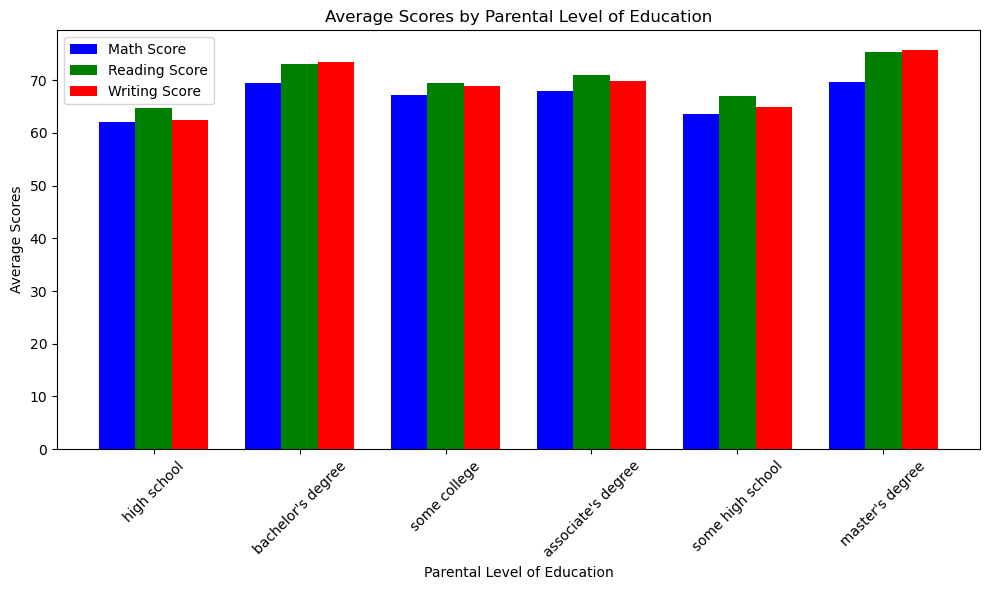 Average Scores by Parental Level of Education
Math Score
Reading Score
Writing Score
Average Scores
70
60
50
40
30
20
10
0
high school
bachelor's degree
some college
associate's degree
some high school
master's degree
Parental Level of Education